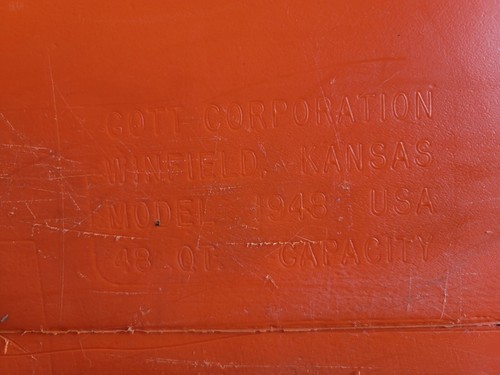 GOTT CORPORATION
WINFIELD, KANSAS
MODEL 1948 USA
48 QT. CAPACITY